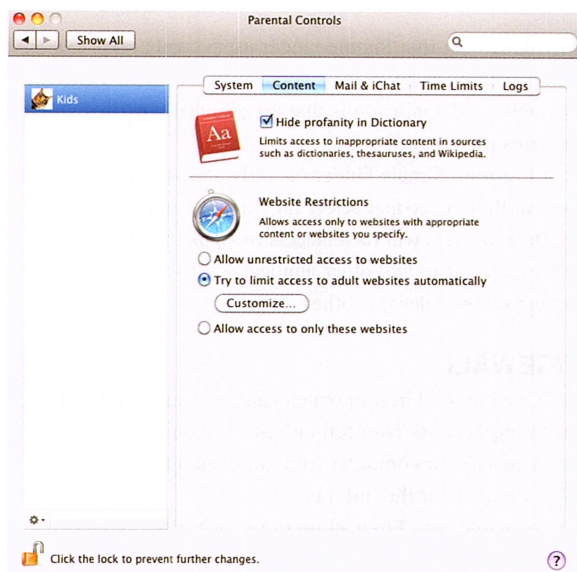 Parental Controls
Show All
Kids
System Content Mail & iChat Time Limits Logs
Aa
Hide profanity in Dictionary
Limits access to inappropriate content in sources
such as dictionaries, thesauruses, and Wikipedia.
Website Restrictions
Allows access only to websites with appropriate
content or websites you specify.
Allow unrestricted access to websites
Try to limit access to adult websites automatically
Customize...
Allow access to only these websites
Click the lock to prevent further changes.
?